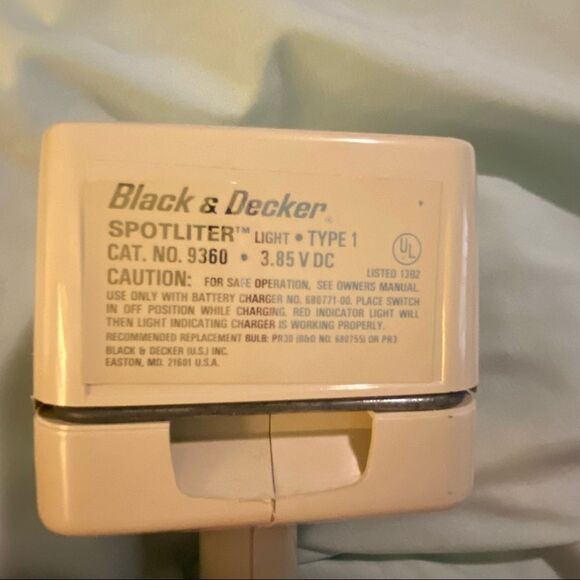 Black & Decker®
SPOTLITER™ LIGHT • TYPE 1
CAT. NO. 9360 • 3.85 V DC
UL
LISTED 1302
CAUTION: FOR SAFE OPERATION, SEE OWNERS MANUAL.
USE ONLY WITH BATTERY CHARGER NO. 680771-00. PLACE SWITCH
IN OFF POSITION WHILE CHARGING. RED INDICATOR LIGHT WILL
THEN LIGHT INDICATING CHARGER IS WORKING PROPERLY.
RECOMMENDED REPLACEMENT BULB: PR30 (B&D NO. 680755) OR PR3
BLACK & DECKER (U.S.) INC.
EASTON, MD. 21601 U.S.A.